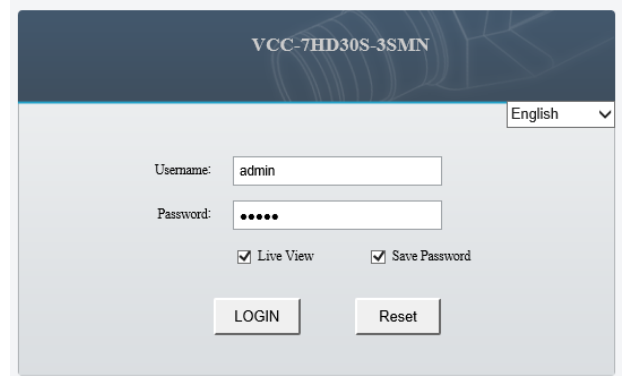 VCC-7HD30S-3SMN
English
Username: admin
Password: •••••
Live View Save Password
LOGIN Reset